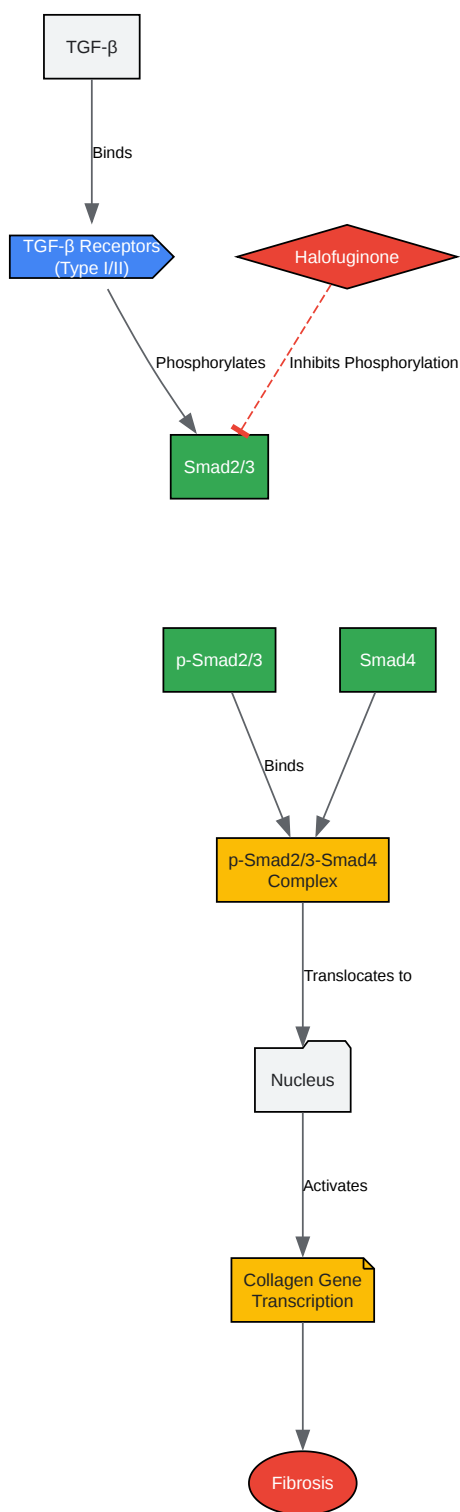 TGF-β
Binds
TGF-β Receptors
(Type I/II)
Halofuginone
Phosphorylates
Inhibits Phosphorylation
Smad2/3
p-Smad2/3
Smad4
Binds
p-Smad2/3-Smad4
Complex
Translocates to
Nucleus
Activates
Collagen Gene
Transcription
Fibrosis